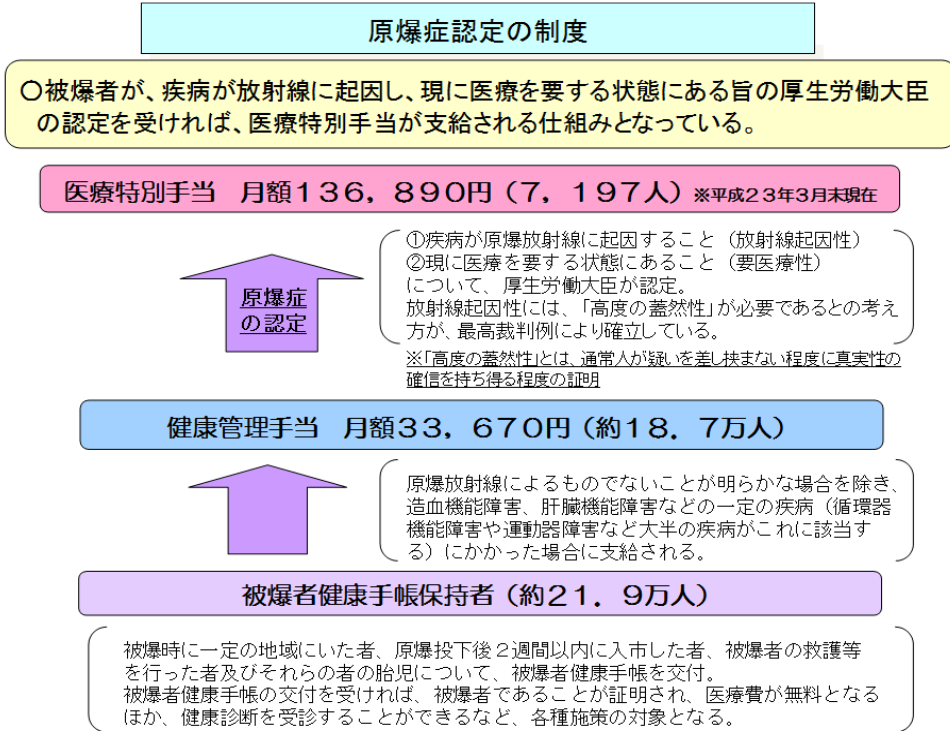 原爆症認定の制度
○被爆者が、疾病が放射線に起因し、現に医療を要する状態にある旨の厚生労働大臣
の認定を受ければ、医療特別手当が支給される仕組みとなっている。
医療特別手当　月額１３６，８９０円（７，１９７人）※平成２３年３月末現在
原爆症
の認定
①疾病が原爆放射線に起因すること（放射線起因性）
②現に医療を要する状態にあること（要医療性）
について、厚生労働大臣が認定。
放射線起因性には、「高度の蓋然性」が必要であるとの考え
方が、最高裁判例により確立している。
※「高度の蓋然性」とは、通常人が疑いを差し挟まない程度に真実性の
確信を持ち得る程度の証明
健康管理手当　月額３３，６７０円（約１８．７万人）
原爆放射線によるものでないことが明らかな場合を除き、
造血機能障害、肝臓機能障害などの一定の疾病（循環器
機能障害や運動器障害など大半の疾病がこれに該当す
る）にかかった場合に支給される。
被爆者健康手帳保持者（約２１．９万人）
被爆時に一定の地域にいた者、原爆投下後２週間以内に入市した者、被爆者の救護等
を行った者及びそれらの者の胎児について、被爆者健康手帳を交付。
被爆者健康手帳の交付を受ければ、被爆者であることが証明され、医療費が無料となる
ほか、健康診断を受診することができるなど、各種施策の対象となる。